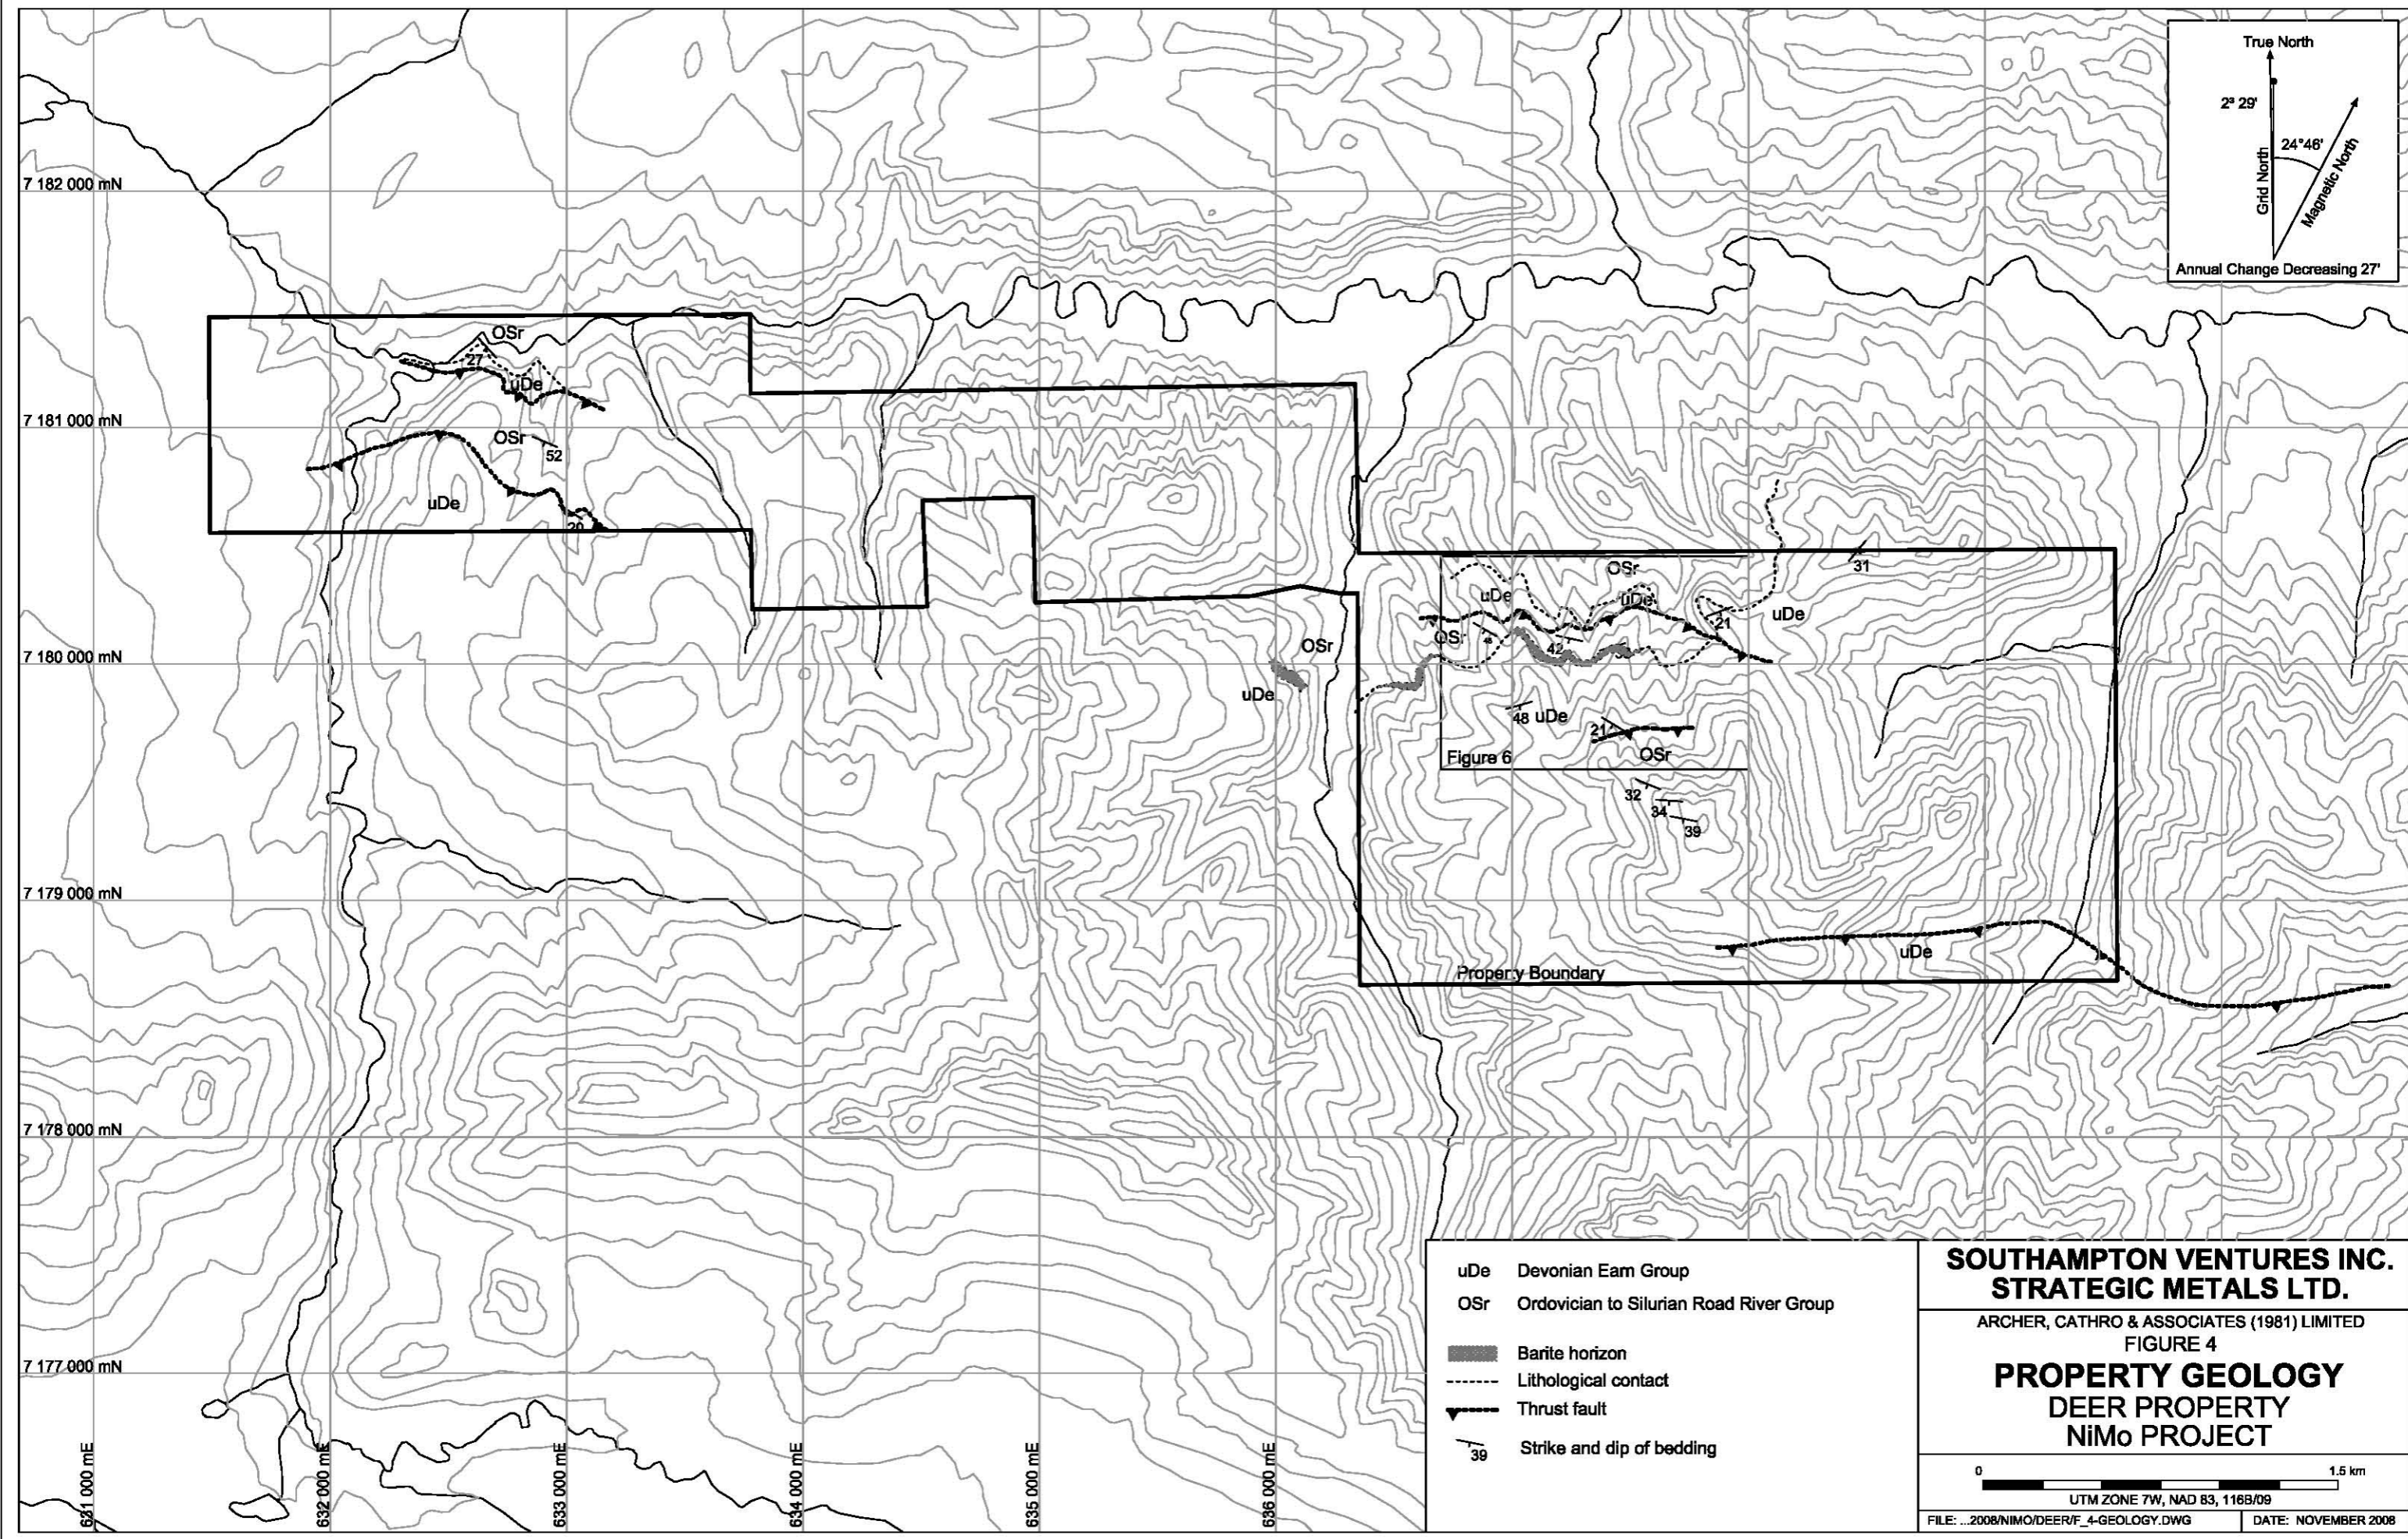 True North
2° 29'
24°46'
Grid North
Magnetic North
Annual Change Decreasing 27'
7 182 000 mN
OSr
27
uDe
7 181 000 mN
OSr
52
uDe
20
31
OSr
uDe
uDe
uDe
21
OSr
OSr
42
7 180 000 mN
uDe
48 uDe
21
OSr
Figure 6
32
34
39
7 179 000 mN
uDe
Property Boundary
7 178 000 mN
7 177 000 mN
631 000 mE
632 000 mE
633 000 mE
634 000 mE
635 000 mE
636 000 mE
uDe Devonian Earn Group
OSr Ordovician to Silurian Road River Group
Barite horizon
Lithological contact
Thrust fault
39 Strike and dip of bedding
SOUTHAMPTON VENTURES INC.
STRATEGIC METALS LTD.
ARCHER, CATHRO & ASSOCIATES (1981) LIMITED
FIGURE 4
PROPERTY GEOLOGY
DEER PROPERTY
NiMo PROJECT
0 1.5 km
UTM ZONE 7W, NAD 83, 116B/09
FILE: ...2008/NIMO/DEER/F_4-GEOLOGY.DWG DATE: NOVEMBER 2008